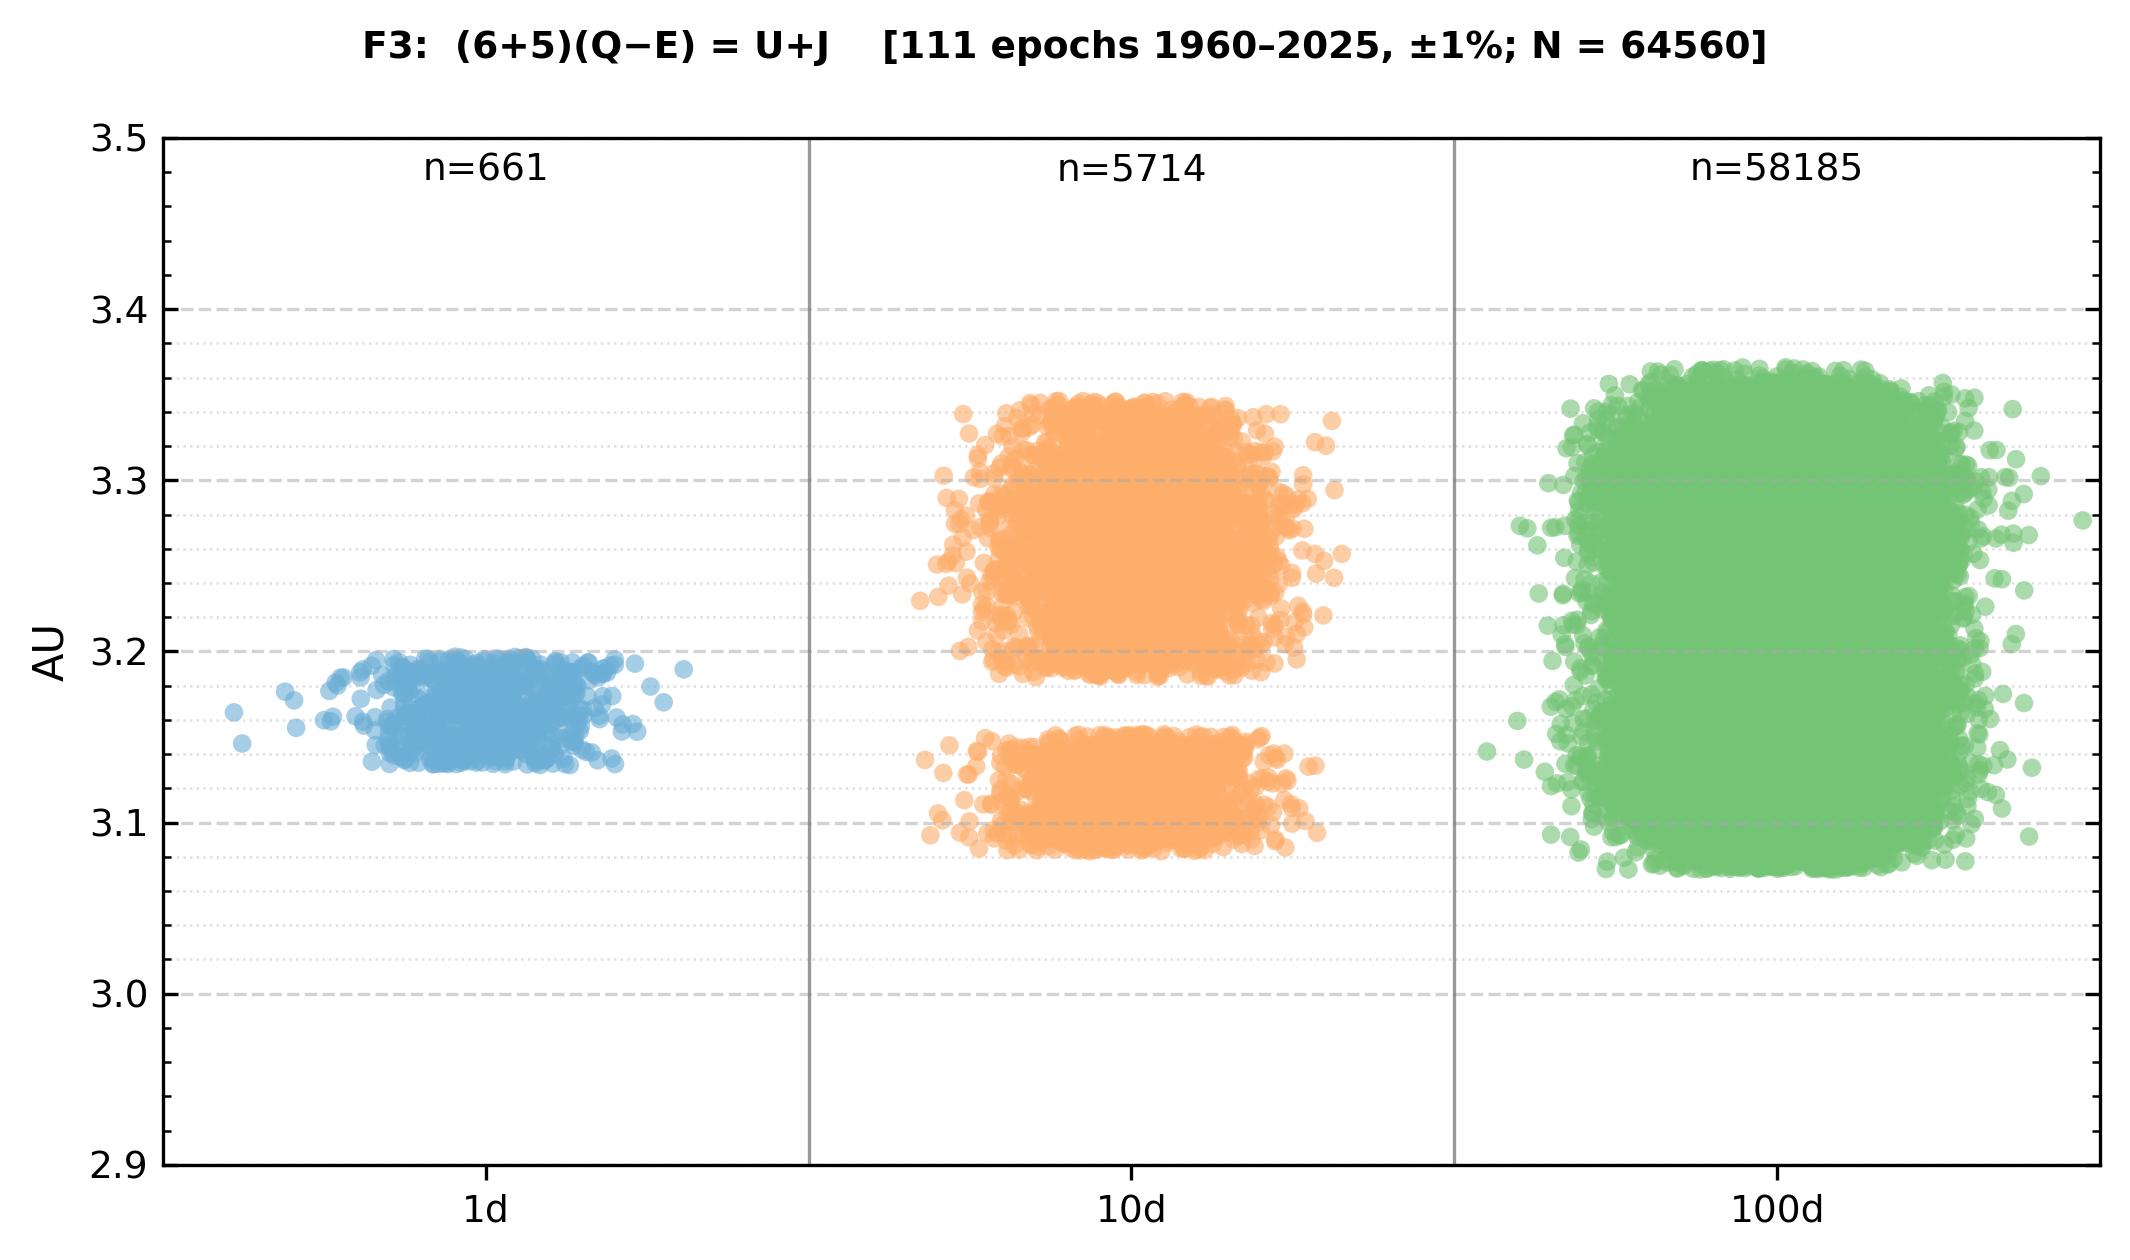 F3:  (6+5)(Q−E) = U+J    [111 epochs 1960–2025, ±1%; N = 64560]
n=661
n=5714
n=58185
3.5
3.4
3.3
3.2
3.1
3.0
2.9
AU
1d
10d
100d